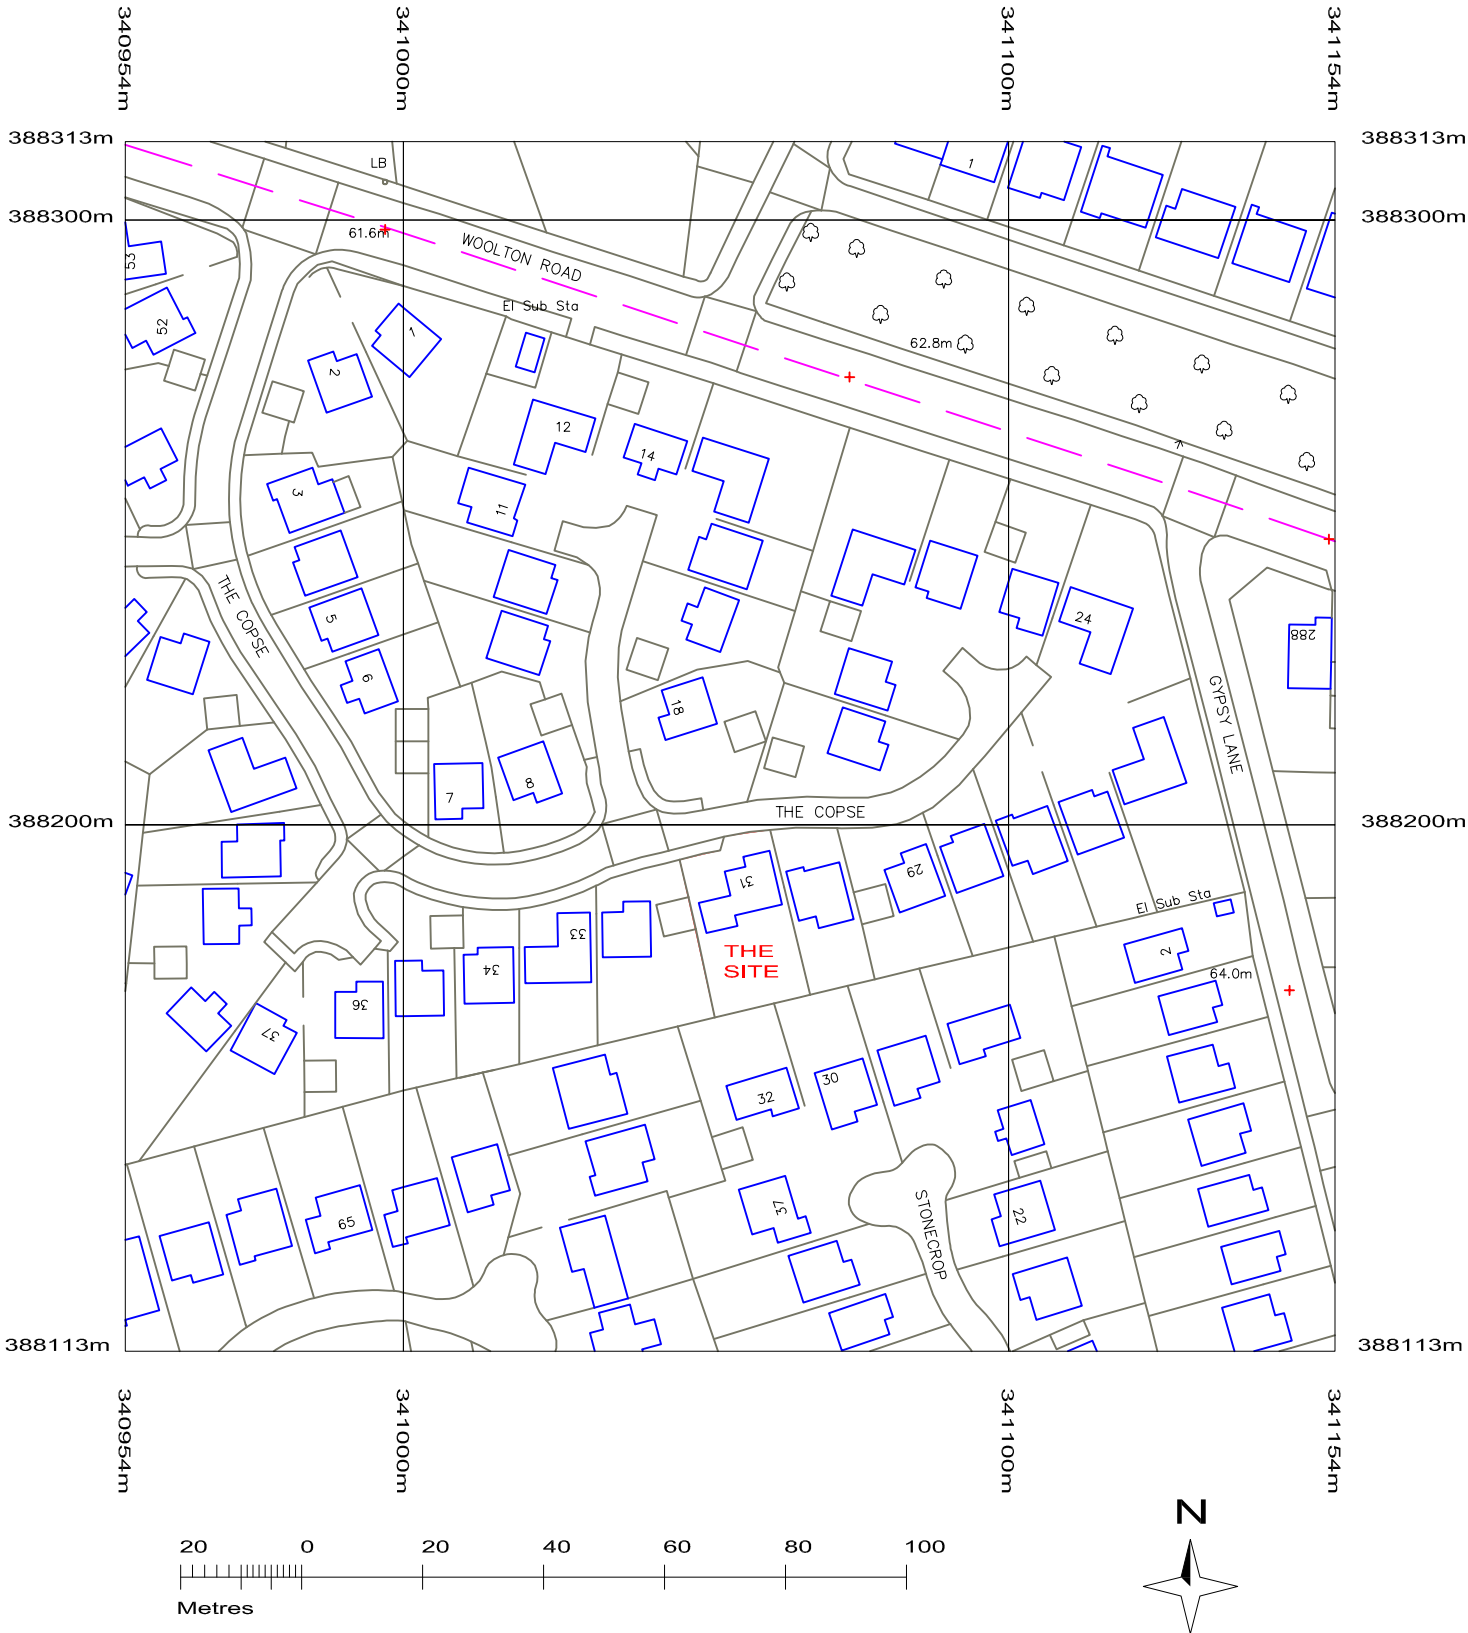 340954m
341000m
341100m
341154m
388313m
388313m
LB
1
388300m
388300m
61.6m
WOOLTON ROAD
53
El Sub Sta
52
1
62.8m
2
12
14
3
11
THE COPSE
5
24
288
6
18
GYPSY LANE
7
8
THE COPSE
388200m
388200m
29
31
El Sub Sta
33
THE
SITE
2
34
64.0m
36
37
30
32
37
STONECROP
22
65
388113m
388113m
340954m
341000m
341100m
341154m
N
20
0
20
40
60
80
100
Metres